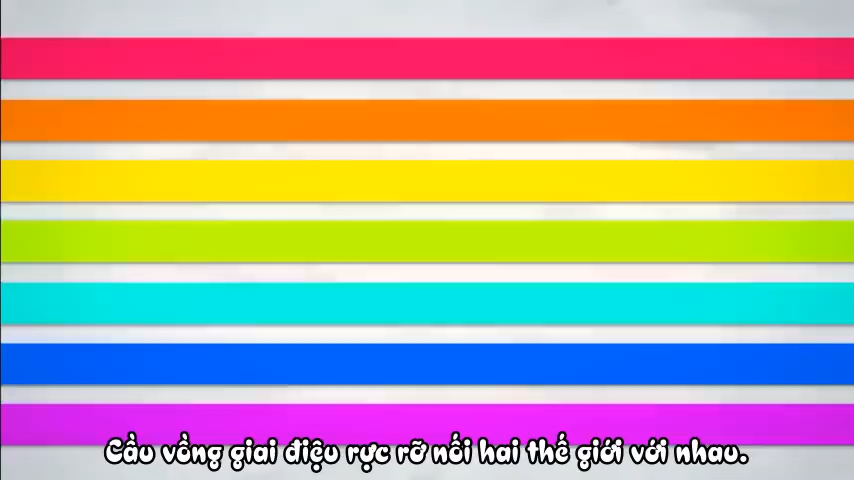 Cầu vồng giai điệu rực rỡ nối hai thế giới với nhau.